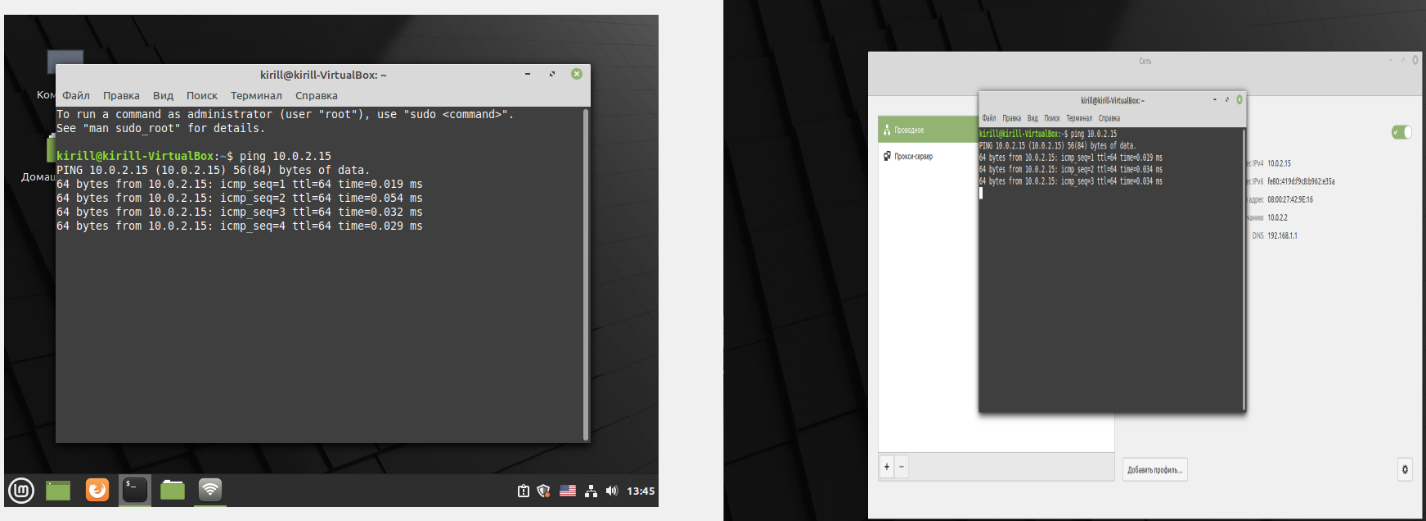 kirill@kirill-VirtualBox: ~
Файл Правка Вид Поиск Терминал Справка
To run a command as administrator (user "root"), use "sudo <command>".
See "man sudo_root" for details.
kirill@kirill-VirtualBox:~$ ping 10.0.2.15
PING 10.0.2.15 (10.0.2.15) 56(84) bytes of data.
64 bytes from 10.0.2.15: icmp_seq=1 ttl=64 time=0.019 ms
64 bytes from 10.0.2.15: icmp_seq=2 ttl=64 time=0.054 ms
64 bytes from 10.0.2.15: icmp_seq=3 ttl=64 time=0.032 ms
64 bytes from 10.0.2.15: icmp_seq=4 ttl=64 time=0.029 ms
Ком
Домаш
13:45
Сеть
Проводное
Прокси-сервер
kirill@kirill-VirtualBox: ~
Файл Правка Вид Поиск Терминал Справка
kirill@kirill-VirtualBox:~$ ping 10.0.2.15
PING 10.0.2.15 (10.0.2.15) 56(84) bytes of data.
64 bytes from 10.0.2.15: icmp_seq=1 ttl=64 time=0.019 ms
64 bytes from 10.0.2.15: icmp_seq=2 ttl=64 time=0.034 ms
64 bytes from 10.0.2.15: icmp_seq=3 ttl=64 time=0.034 ms
ес IPv4 10.0.2.15
ес IPv6
адрес 08:00:27:42:9E:16
10.0.2.2
DNS 192.168.1.1
Добавить профиль...